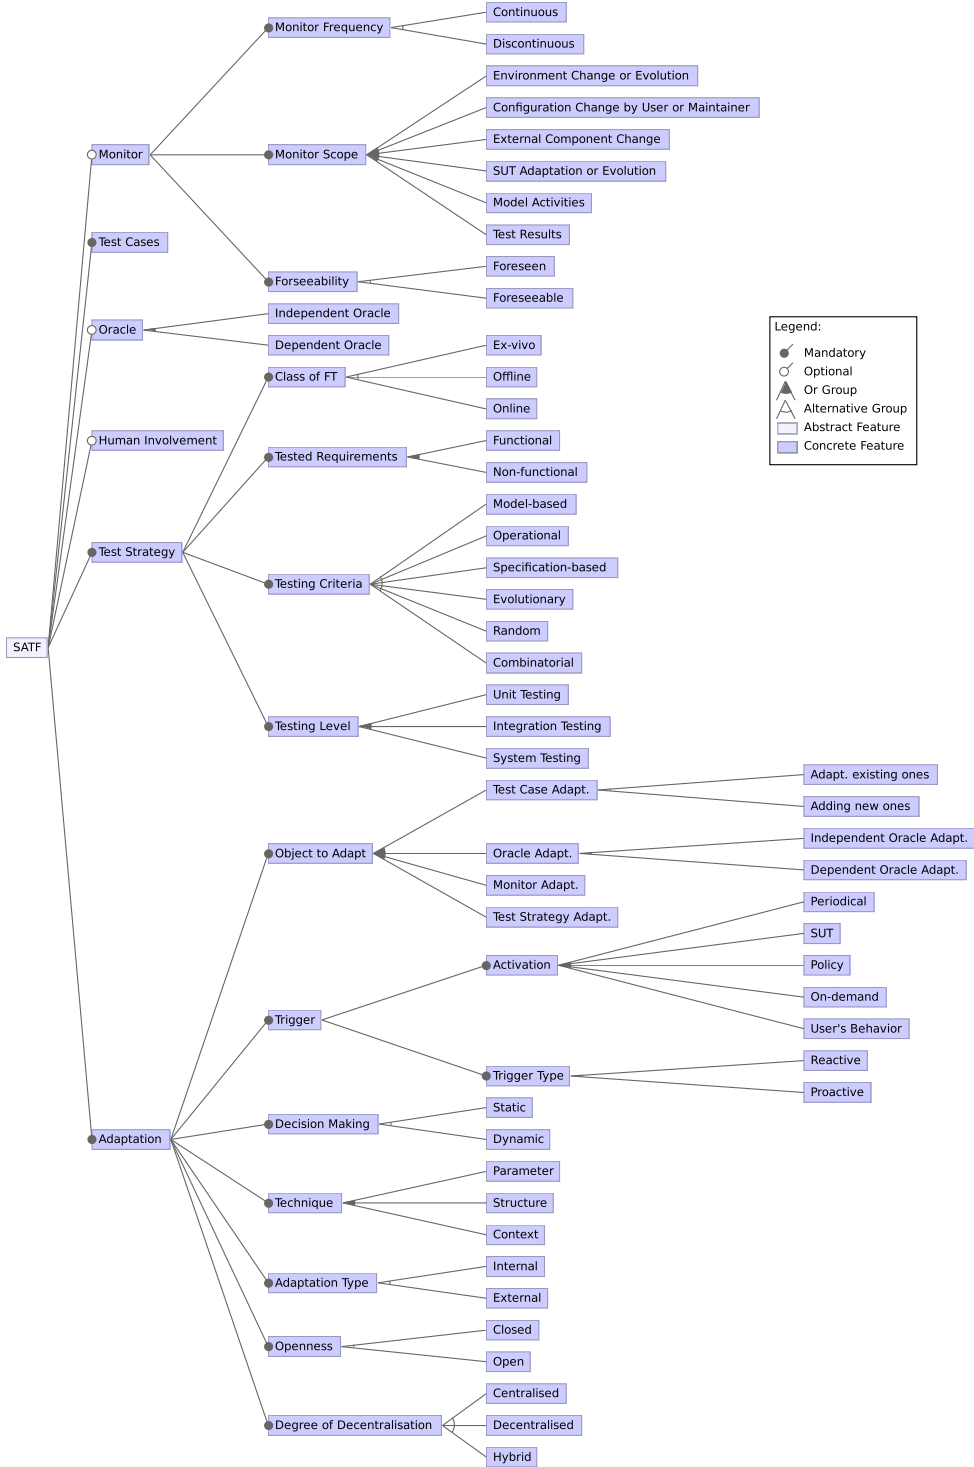 Continuous
Monitor Frequency
Discontinuous
Environment Change or Evolution
Configuration Change by User or Maintainer
External Component Change
Monitor
Monitor Scope
SUT Adaptation or Evolution
Model Activities
Test Results
Test Cases
Foreseen
Forseeability
Foreseeable
Independent Oracle
Oracle
Dependent Oracle
Ex-vivo
Class of FT
Offline
Online
Human Involvement
Functional
Tested Requirements
Non-functional
Model-based
Operational
Test Strategy
Specification-based
Testing Criteria
Evolutionary
Random
SATF
Combinatorial
Unit Testing
Testing Level
Integration Testing
System Testing
Adapt. existing ones
Test Case Adapt.
Adding new ones
Independent Oracle Adapt.
Object to Adapt
Oracle Adapt.
Dependent Oracle Adapt.
Monitor Adapt.
Test Strategy Adapt.
Periodical
SUT
Activation
Policy
On-demand
Trigger
User's Behavior
Reactive
Trigger Type
Proactive
Static
Decision Making
Adaptation
Dynamic
Parameter
Technique
Structure
Context
Internal
Adaptation Type
External
Closed
Openness
Open
Centralised
Degree of Decentralisation
Decentralised
Hybrid
Legend:
Mandatory
Optional
Or Group
Alternative Group
Abstract Feature
Concrete Feature